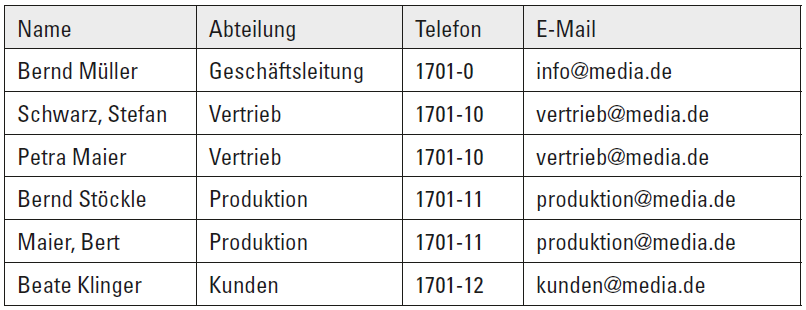 Name Abteilung Telefon E-Mail
Bernd Müller Geschäftsleitung 1701-0 info@media.de
Schwarz, Stefan Vertrieb 1701-10 vertrieb@media.de
Petra Maier Vertrieb 1701-10 vertrieb@media.de
Bernd Stöckle Produktion 1701-11 produktion@media.de
Maier, Bert Produktion 1701-11 produktion@media.de
Beate Klinger Kunden 1701-12 kunden@media.de